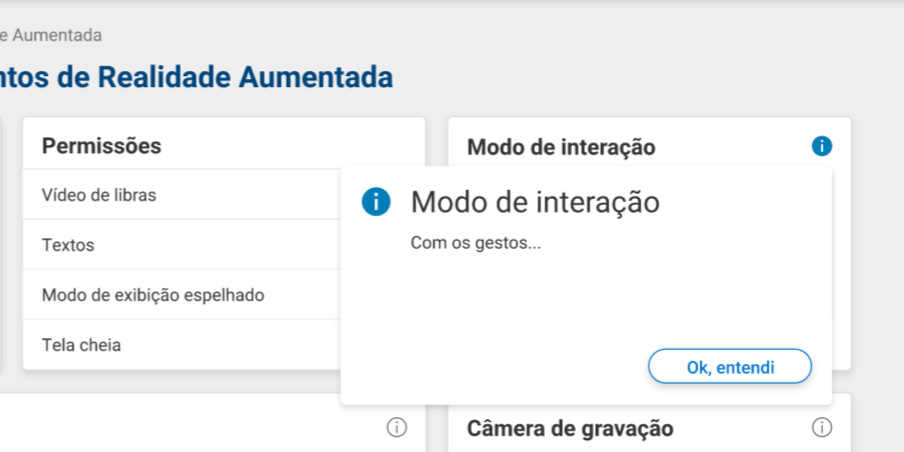 e Aumentada
ntos de Realidade Aumentada
Permissões
Vídeo de libras
Textos
Modo de exibição espelhado
Tela cheia
Modo de interação
Modo de interação
Com os gestos...
Ok, entendi
Câmera de gravação